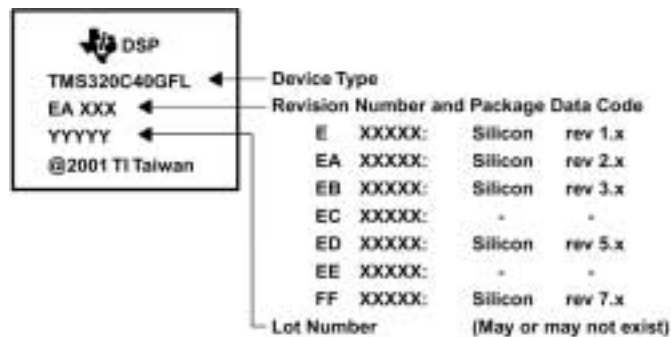 DSP
TMS320C40GFL
EA XXX
YYYYY
@2001 TI Taiwan
Device Type
Revision Number and Package Data Code
E XXXXX: Silicon rev 1.x
EA XXXXX: Silicon rev 2.x
EB XXXXX: Silicon rev 3.x
EC XXXXX: - -
ED XXXXX: Silicon rev 5.x
EE XXXXX: - -
FF XXXXX: Silicon rev 7.x
Lot Number (May or may not exist)